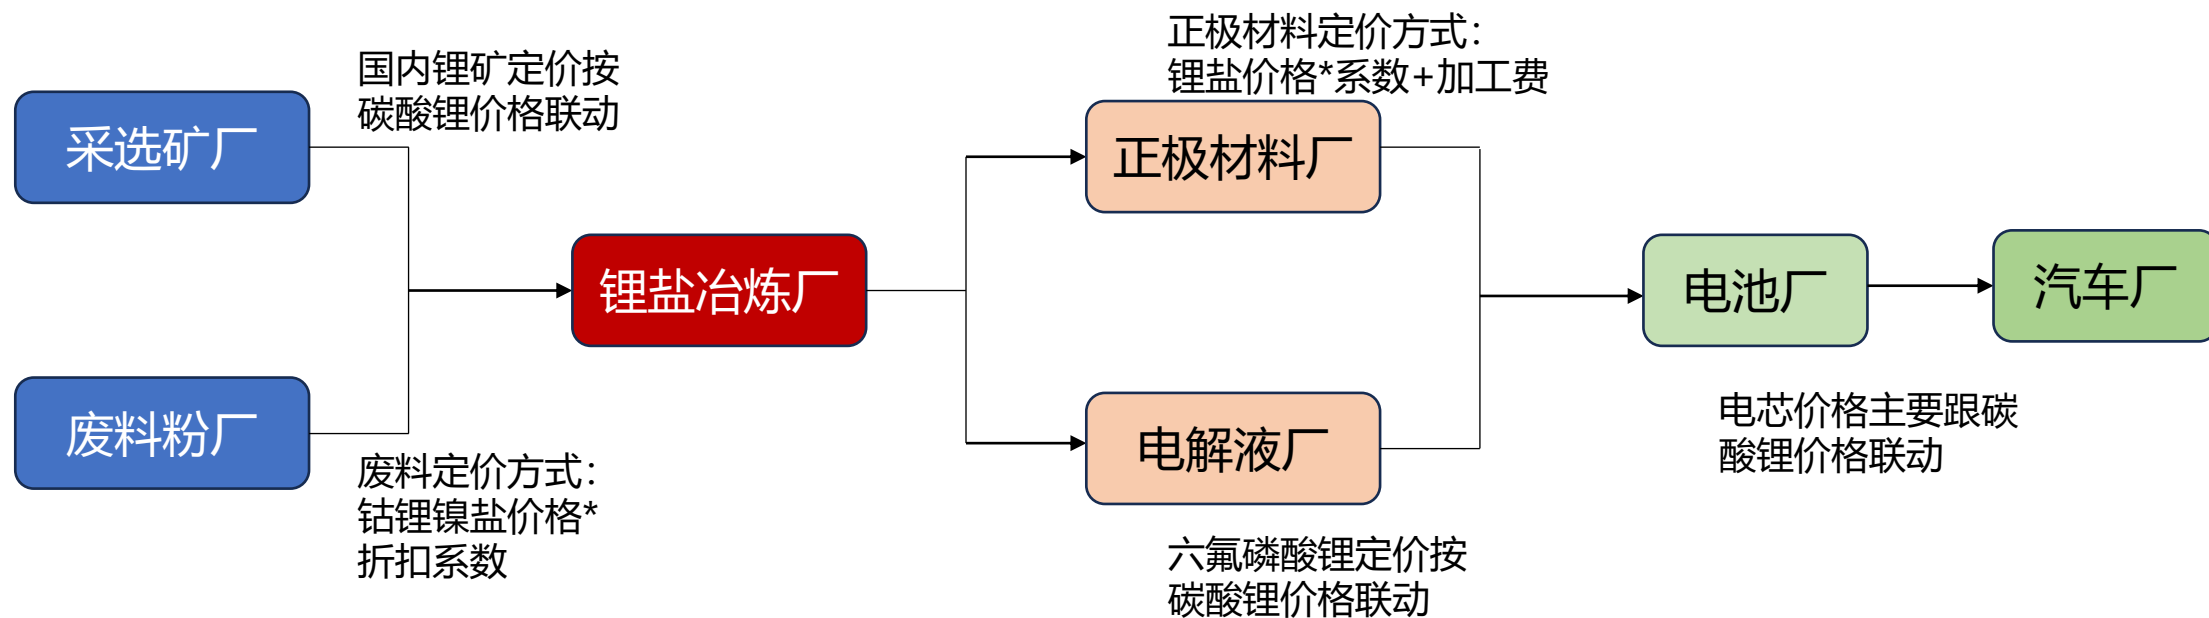 国内锂矿定价按
碳酸锂价格联动
采选矿厂
废料粉厂
废料定价方式：
钴锂镍盐价格*
折扣系数
锂盐冶炼厂
正极材料定价方式：
锂盐价格*系数+加工费
正极材料厂
电解液厂
六氟磷酸锂定价按
碳酸锂价格联动
电池厂
电芯价格主要跟碳
酸锂价格联动
汽车厂